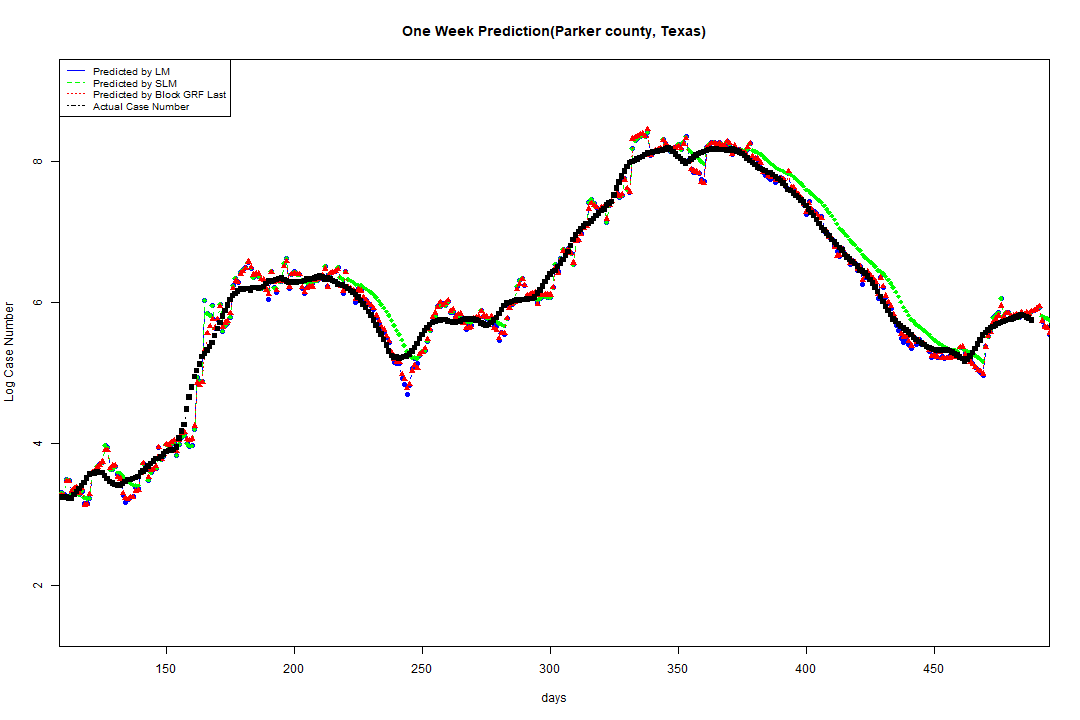 One Week Prediction(Parker county, Texas)
Predicted by LM
Predicted by SLM
Predicted by Block GRF Last
Actual Case Number
Log Case Number
8
6
4
2
150 200 250 300 350 400 450
days